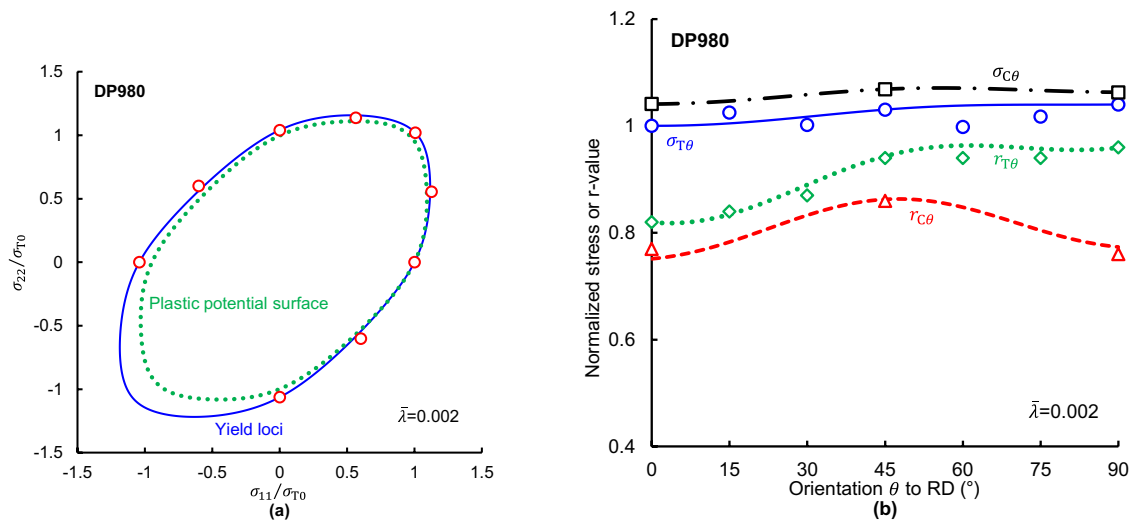 DP980
1.5
1
0.5
0
-0.5
-1
-1.5
σ22/σT0
Plastic potential surface
λ̄=0.002
Yield loci
-1.5 -1 -0.5 0 0.5 1 1.5
σ11/σT0
(a)
DP980
1.2
1
0.8
0.6
0.4
Normalized stress or r-value
σCθ
σTθ
rTθ
rCθ
λ̄=0.002
0 15 30 45 60 75 90
Orientation θ to RD (°)
(b)